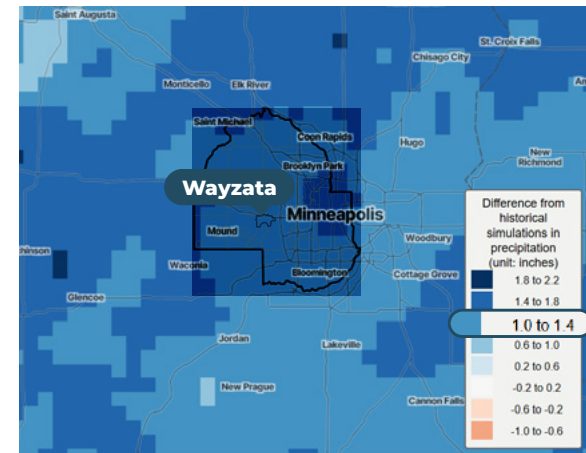 Saint Augusta
St. Croix Falls
Chisago City
Monticello
Elk River
Saint Michael
Coon Rapids
Hugo
Brooklyn Park
New
Richmond
Wayzata
Minneapolis
Mound
Woodbury
Waconia
Bloomington
Cottage Grove
Glencoe
Jordan
Lakeville
New Prague
Cannon Falls
Difference from
historical
simulations in
precipitation
(unit: inches)
1.8 to 2.2
1.4 to 1.8
1.0 to 1.4
0.6 to 1.0
0.2 to 0.6
-0.2 to 0.2
-0.6 to -0.2
-1.0 to -0.6